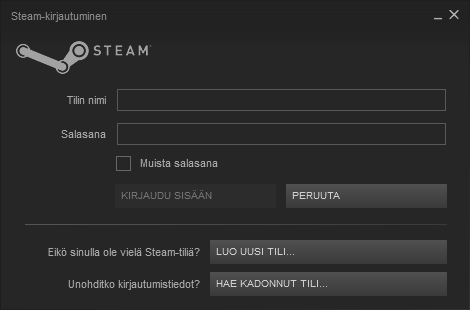 Steam-kirjautuminen
STEAM
Tilin nimi
Salasana
Muista salasana
KIRJAUDU SISÄÄN PERUUTA
Eikö sinulla ole vielä Steam-tiliä? LUO UUSI TILI...
Unohditko kirjautumistiedot? HAE KADONNUT TILI...